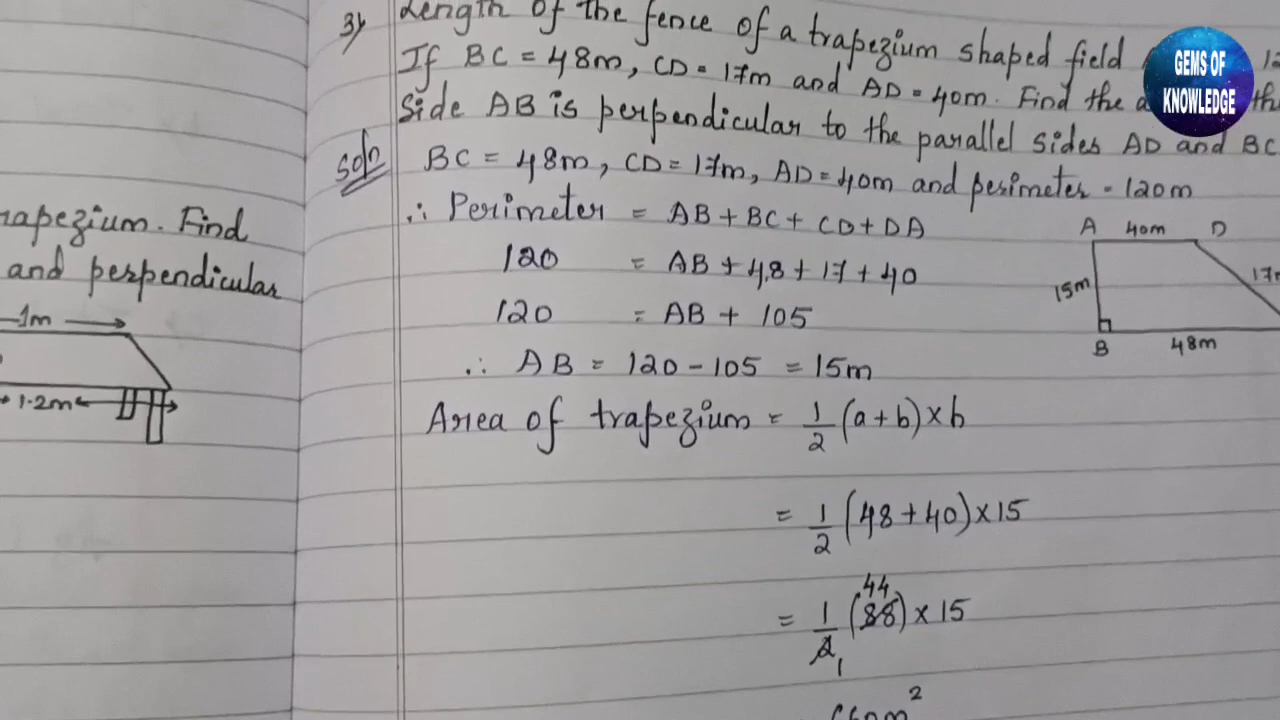 rapezium. Find
and perpendicular
1m
1.2m
3) Length of the fence of a trapezium shaped field
If BC = 48m, CD = 17m and AD = 40m. Find the
Side AB is perpendicular to the parallel sides AD and BC
Soln BC = 48m, CD = 17m, AD = 40m and perimeter = 120m
∴ Perimeter = AB + BC + CD + DA
120 = AB + 48 + 17 + 40
120 = AB + 105
∴ AB = 120 - 105 = 15m
Area of trapezium = 1/2 (a + b) × h
= 1/2 (48 + 40) × 15
44
= 1/2 (88) × 15
1
A 40m D
15m 17m
B 48m
GEMS OF
KNOWLEDGE